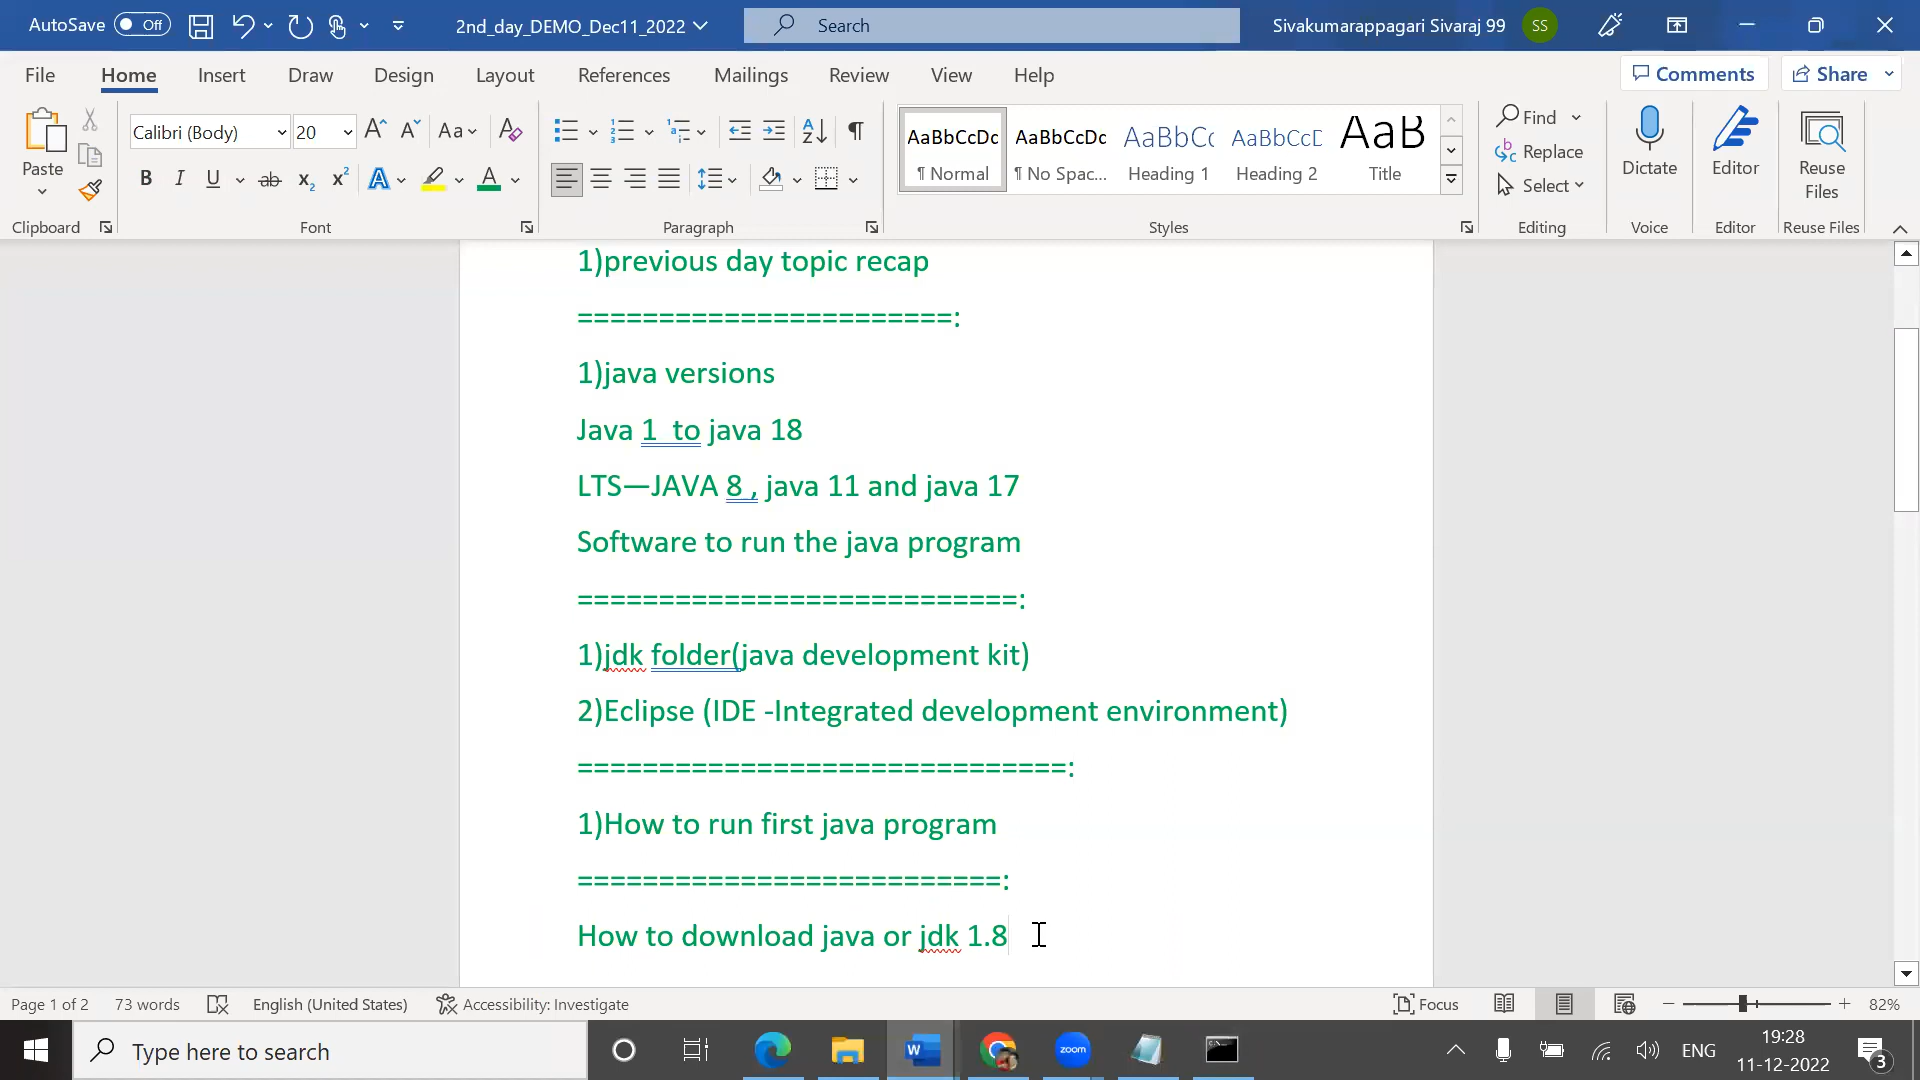 AutoSave Off 2nd_day_DEMO_Dec11_2022 Search Sivakumarappagari Sivaraj 99 SS
File Home Insert Draw Design Layout References Mailings Review View Help Comments Share
Paste Calibri (Body) 20 A A Aa A
B I U ab x2 x2 A A
AaBbCcDc AaBbCcDc AaBbCc AaBbCcD AaB
¶ Normal ¶ No Spac... Heading 1 Heading 2 Title
Find
Replace
Select
Dictate Editor Reuse Files
Clipboard Font Paragraph Styles Editing Voice Editor Reuse Files
1)previous day topic recap
=======================:
1)java versions
Java 1  to java 18
LTS—JAVA 8 , java 11 and java 17
Software to run the java program
===========================:
1)jdk folder(java development kit)
2)Eclipse (IDE -Integrated development environment)
==============================:
1)How to run first java program
==========================:
How to download java or jdk 1.8
Page 1 of 2 73 words English (United States) Accessibility: Investigate Focus 82%
Type here to search zoom ENG 19:28
11-12-2022 3